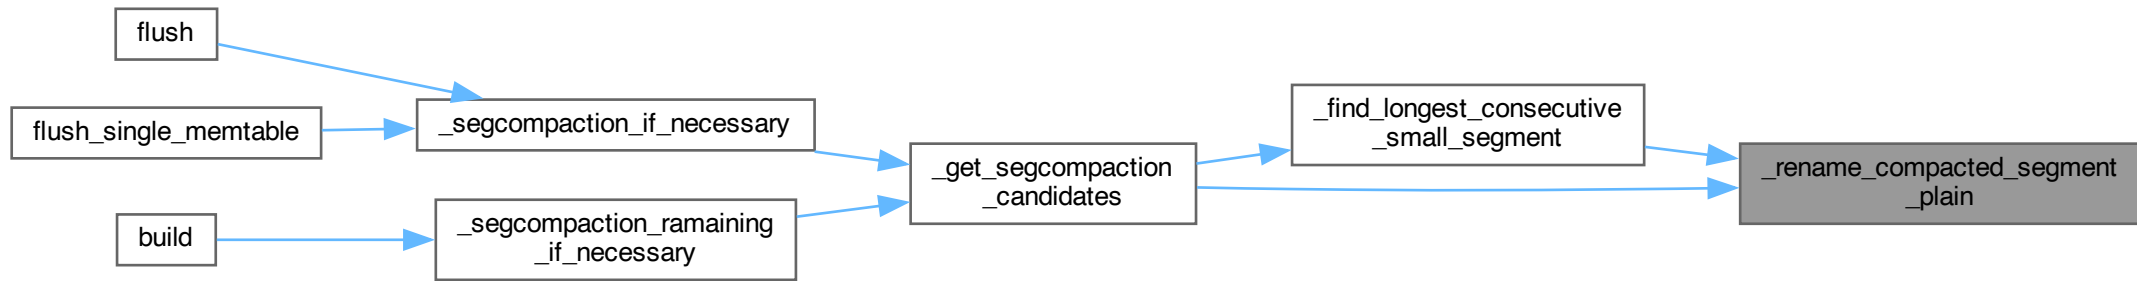 flush
flush_single_memtable
build
_segcompaction_if_necessary
_segcompaction_ramaining
_if_necessary
_get_segcompaction
_candidates
_find_longest_consecutive
_small_segment
_rename_compacted_segment
_plain